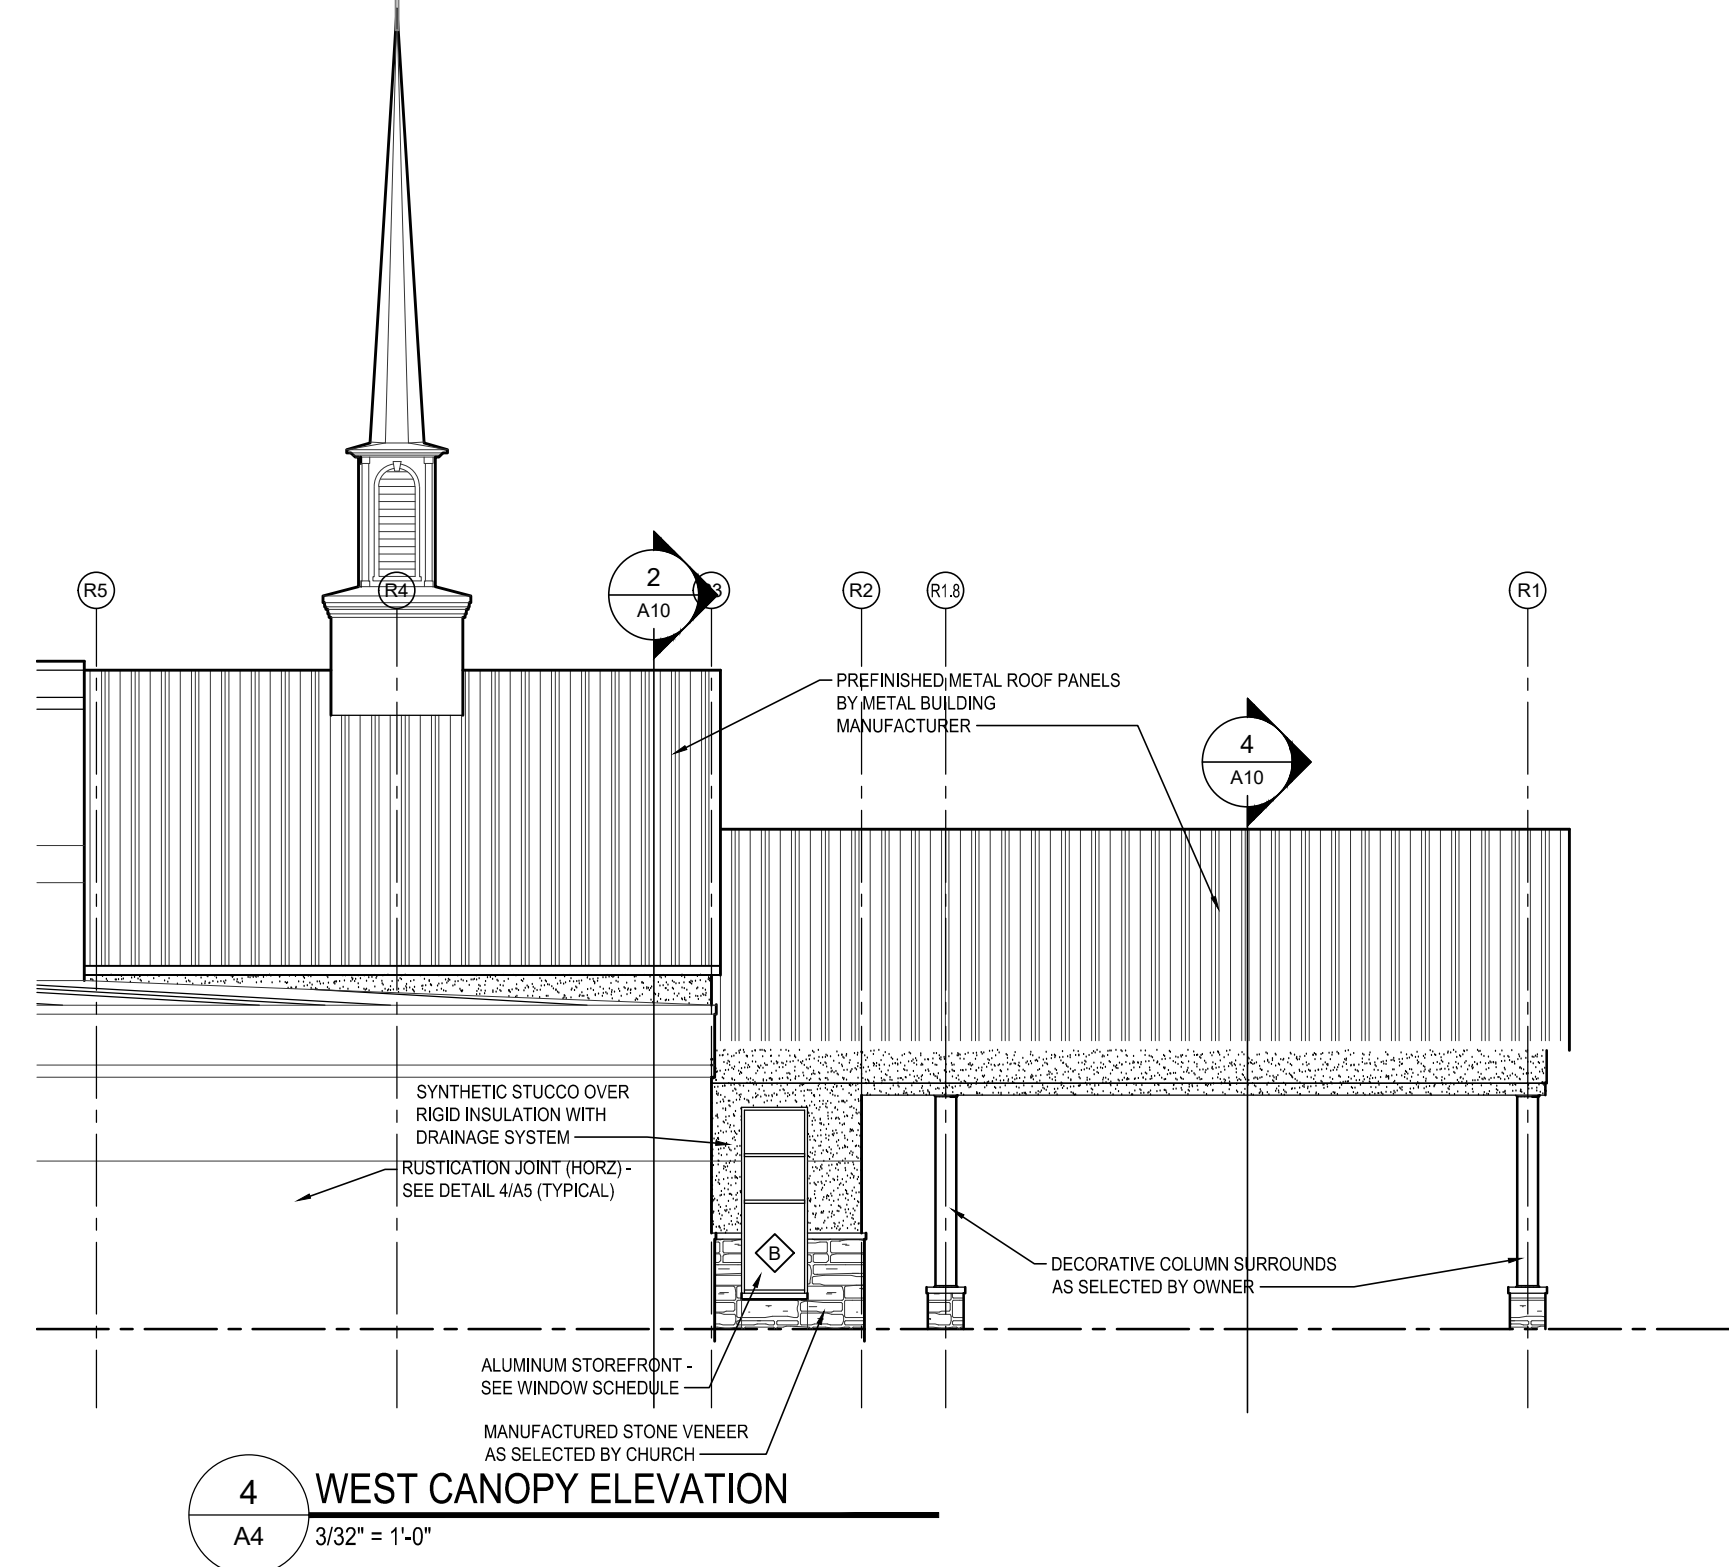 R5
R4
2
A10
R3
R2
R1.8
R1
PREFINISHED METAL ROOF PANELS
BY METAL BUILDING
MANUFACTURER
4
A10
SYNTHETIC STUCCO OVER
RIGID INSULATION WITH
DRAINAGE SYSTEM
RUSTICATION JOINT (HORZ) -
SEE DETAIL 4/A5 (TYPICAL)
B
DECORATIVE COLUMN SURROUNDS
AS SELECTED BY OWNER
ALUMINUM STOREFRONT -
SEE WINDOW SCHEDULE
MANUFACTURED STONE VENEER
AS SELECTED BY CHURCH
4
A4
WEST CANOPY ELEVATION
3/32" = 1'-0"